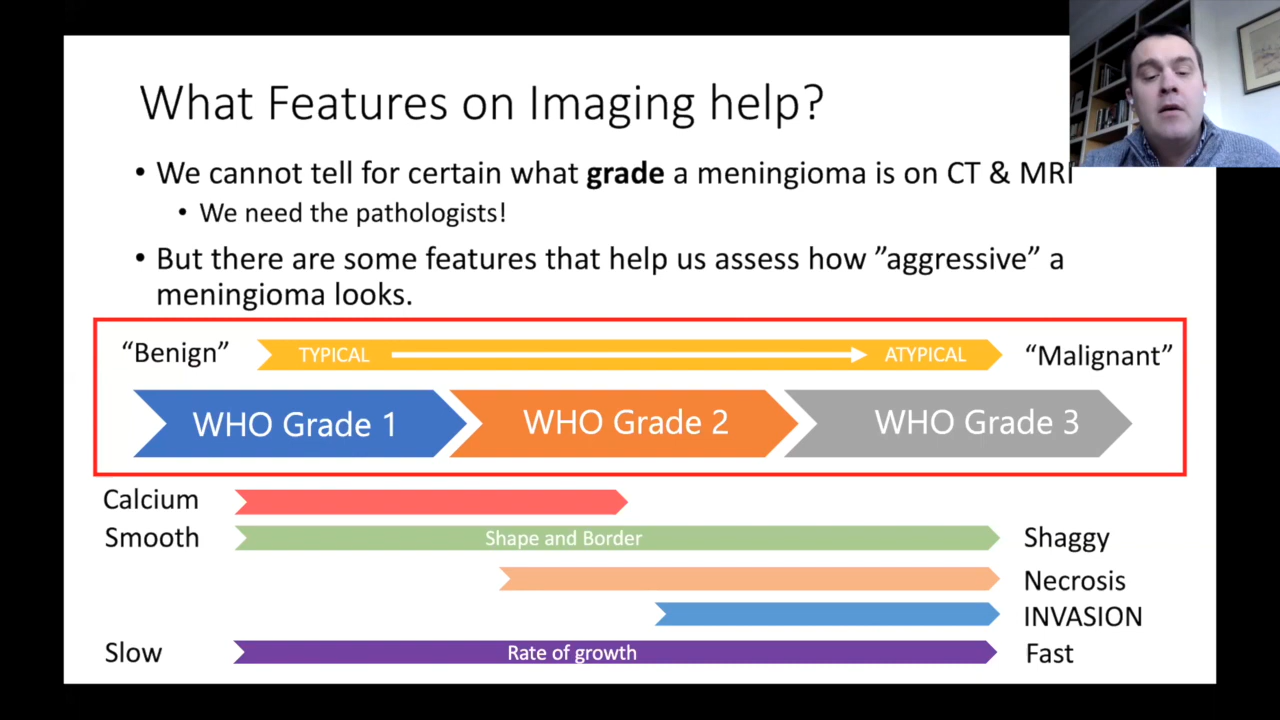 What Features on Imaging help?
• We cannot tell for certain what grade a meningioma is on CT & MRI
• We need the pathologists!
• But there are some features that help us assess how ”aggressive” a
meningioma looks.
“Benign” TYPICAL ATYPICAL “Malignant”
WHO Grade 1 WHO Grade 2 WHO Grade 3
Calcium
Smooth Shape and Border Shaggy
Necrosis
INVASION
Slow Rate of growth Fast